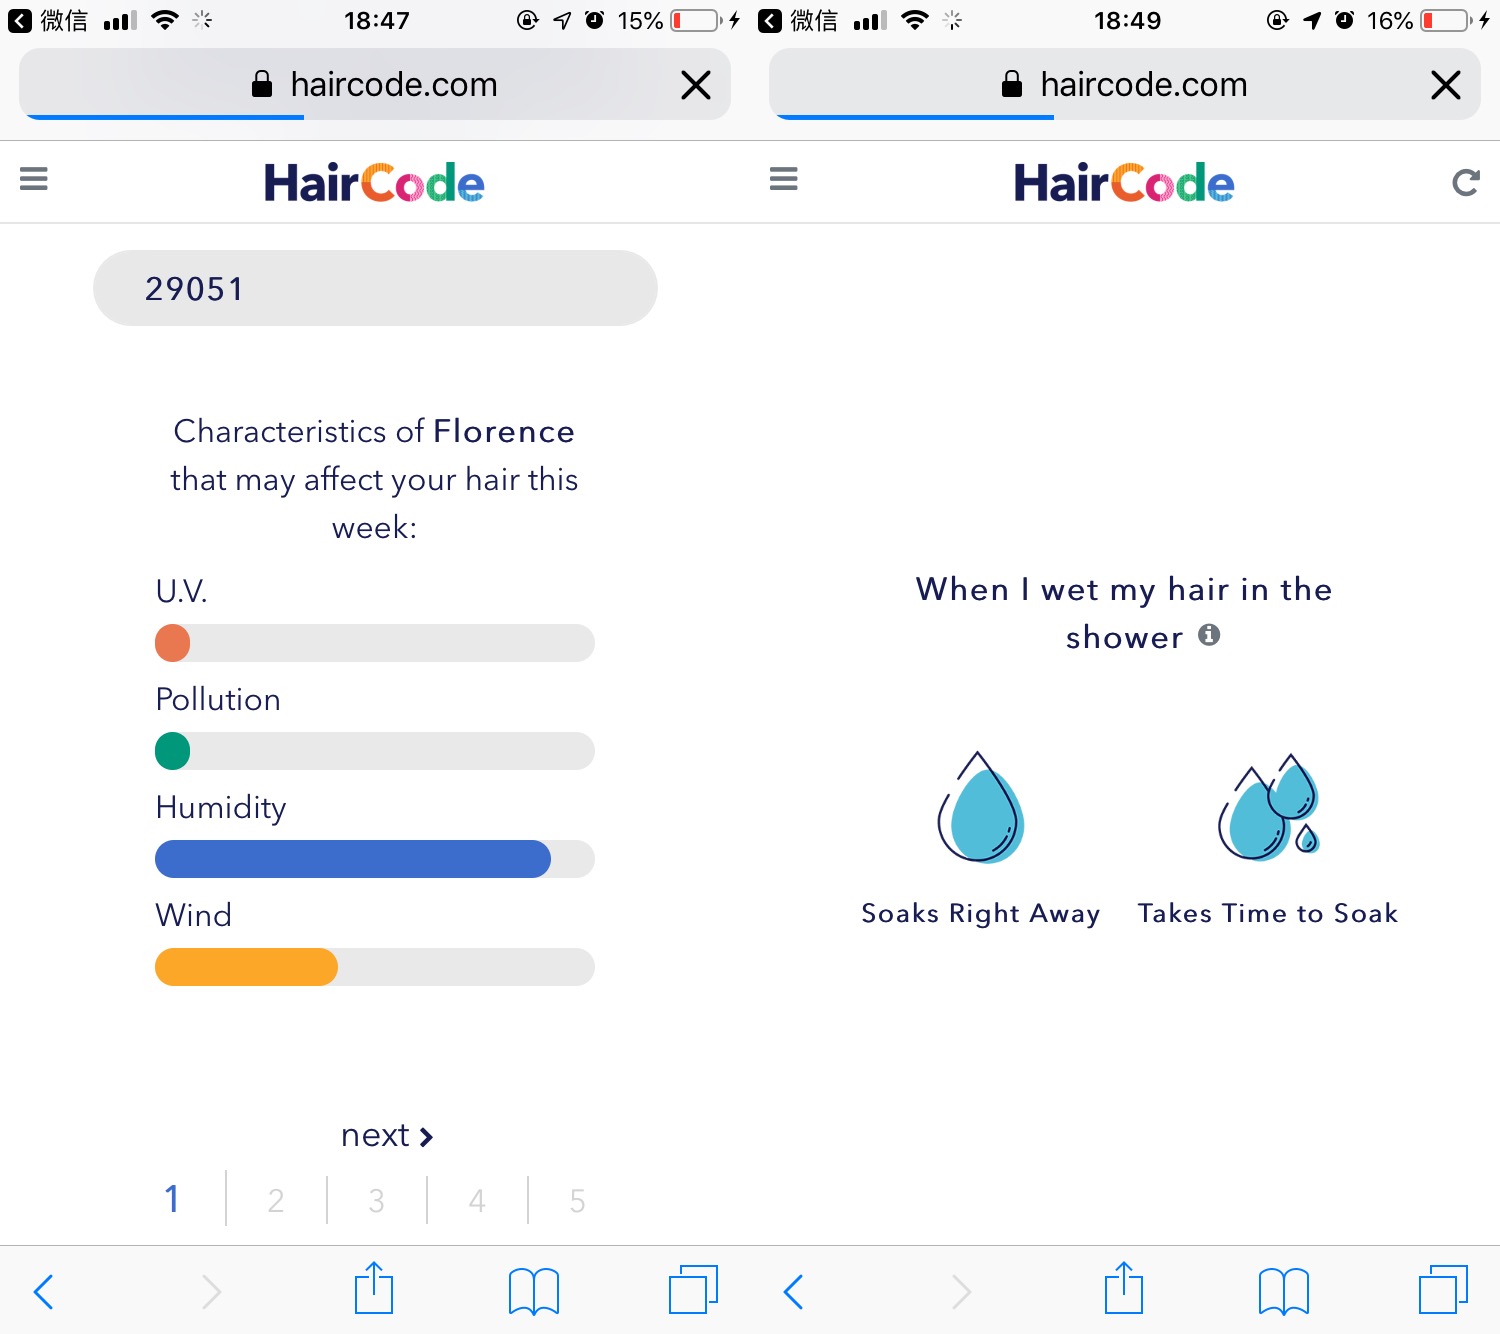 微信
18:47
15%
haircode.com
HairCode
29051
Characteristics of Florence
that may affect your hair this
week:
U.V.
Pollution
Humidity
Wind
next
1
2
3
4
5
微信
18:49
16%
haircode.com
HairCode
When I wet my hair in the
shower
Soaks Right Away
Takes Time to Soak